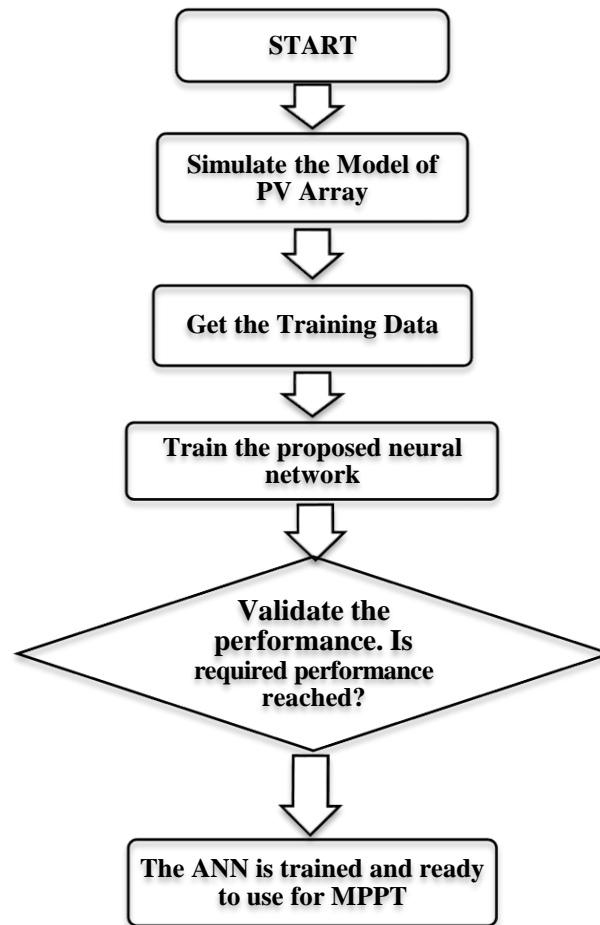 START
Simulate the Model of
PV Array
Get the Training Data
Train the proposed neural
network
Validate the
performance. Is
required performance
reached?
The ANN is trained and ready
to use for MPPT